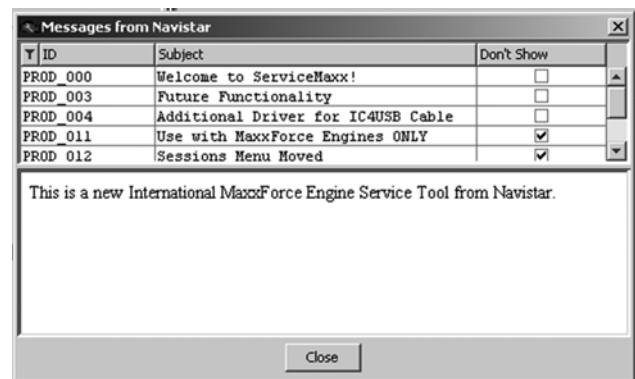 Messages from Navistar
ID Subject Don't Show
PROD_000 Welcome to ServiceMaxx!
PROD_003 Future Functionality
PROD_004 Additional Driver for IC4USB Cable
PROD_011 Use with MaxxForce Engines ONLY
PROD_012 Sessions Menu Moved
This is a new International MaxxForce Engine Service Tool from Navistar.
Close